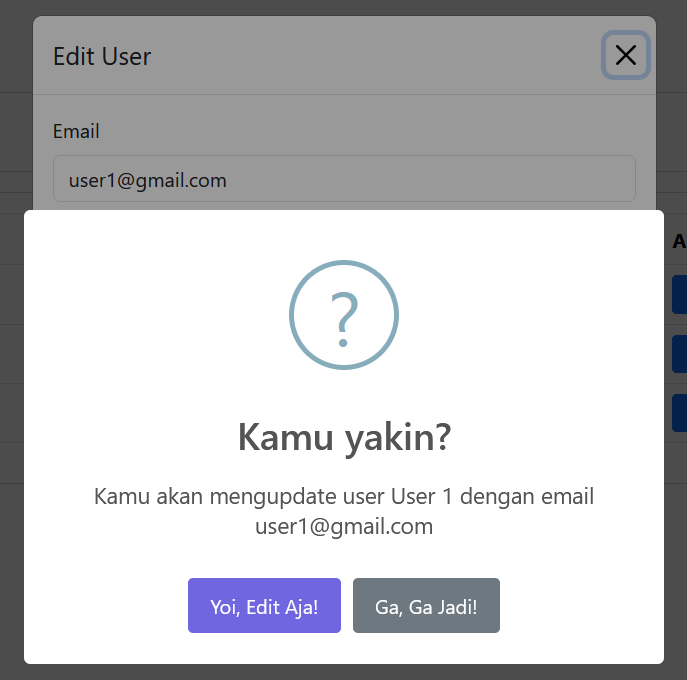 Edit User
Email
user1@gmail.com
A
?
Kamu yakin?
Kamu akan mengupdate user User 1 dengan email
user1@gmail.com
Yoi, Edit Aja!
Ga, Ga Jadi!